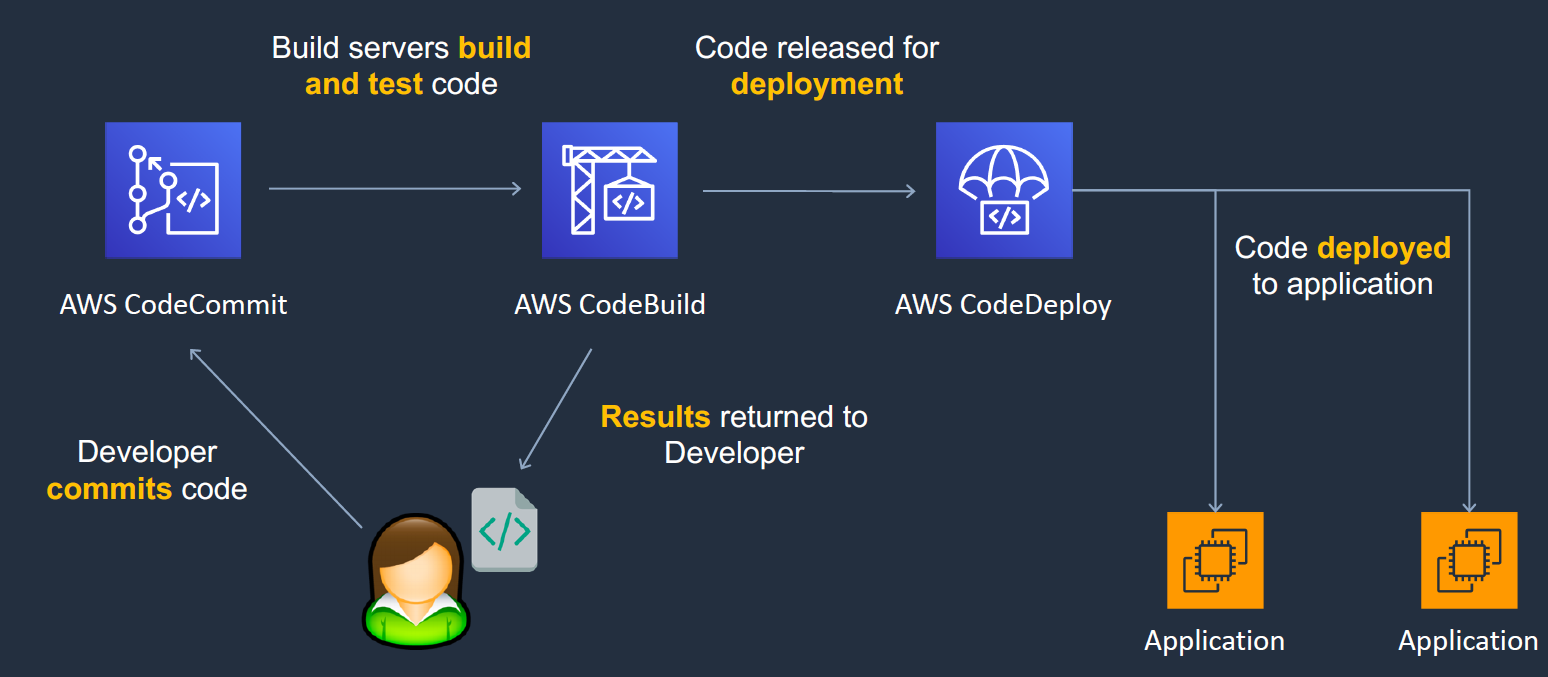 Build servers build
and test code
Code released for
deployment
</>
</>
</>
AWS CodeCommit
AWS CodeBuild
AWS CodeDeploy
Code deployed
to application
Results returned to
Developer
Developer
commits code
</>
Application
Application